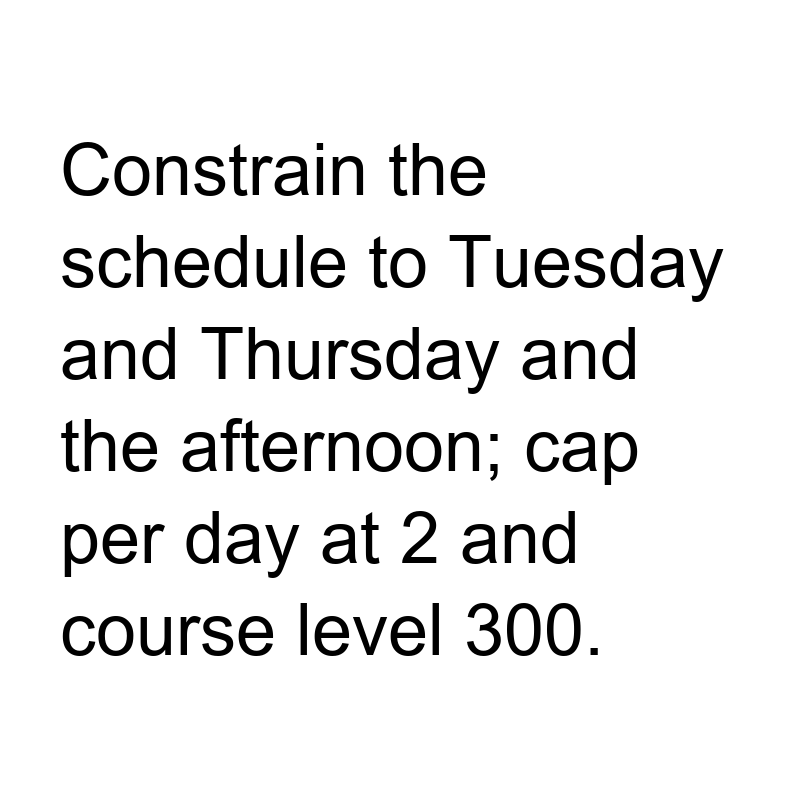 Constrain the
schedule to Tuesday
and Thursday and
the afternoon; cap
per day at 2 and
course level 300.